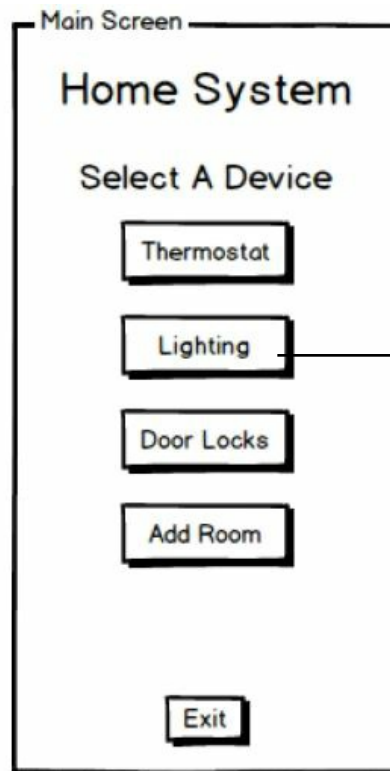 Main Screen
Home System
Select A Device
Thermostat
Lighting
Door Locks
Add Room
Exit